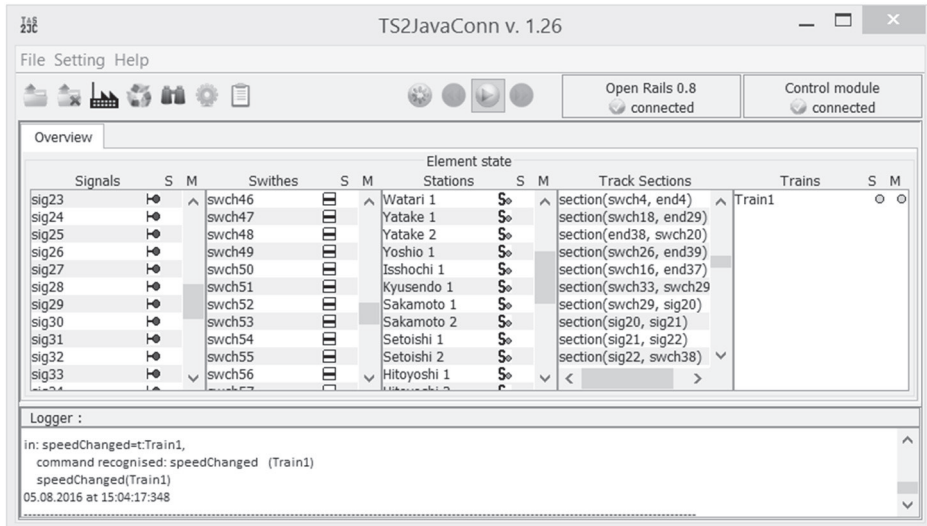 TS2JavaConn v. 1.26
File Setting Help
Open Rails 0.8
connected
Control module
connected
Overview
Element state
Signals S M Swithes S M Stations S M Track Sections Trains S M
sig23 swch46 Watari 1 section(swch4, end4) Train1
sig24 swch47 Yatake 1 section(swch18, end29)
sig25 swch48 Yatake 2 section(end38, swch20)
sig26 swch49 Yoshio 1 section(swch26, end39)
sig27 swch50 Isshochi 1 section(swch16, end37)
sig28 swch51 Kyusendo 1 section(swch33, swch29
sig29 swch52 Sakamoto 1 section(swch29, sig20)
sig30 swch53 Sakamoto 2 section(sig20, sig21)
sig31 swch54 Setoishi 1 section(sig21, sig22)
sig32 swch55 Setoishi 2 section(sig22, swch38)
sig33 swch56 Hitoyoshi 1
Logger :
in: speedChanged=t:Train1,
command recognised: speedChanged (Train1)
speedChanged(Train1)
05.08.2016 at 15:04:17:348